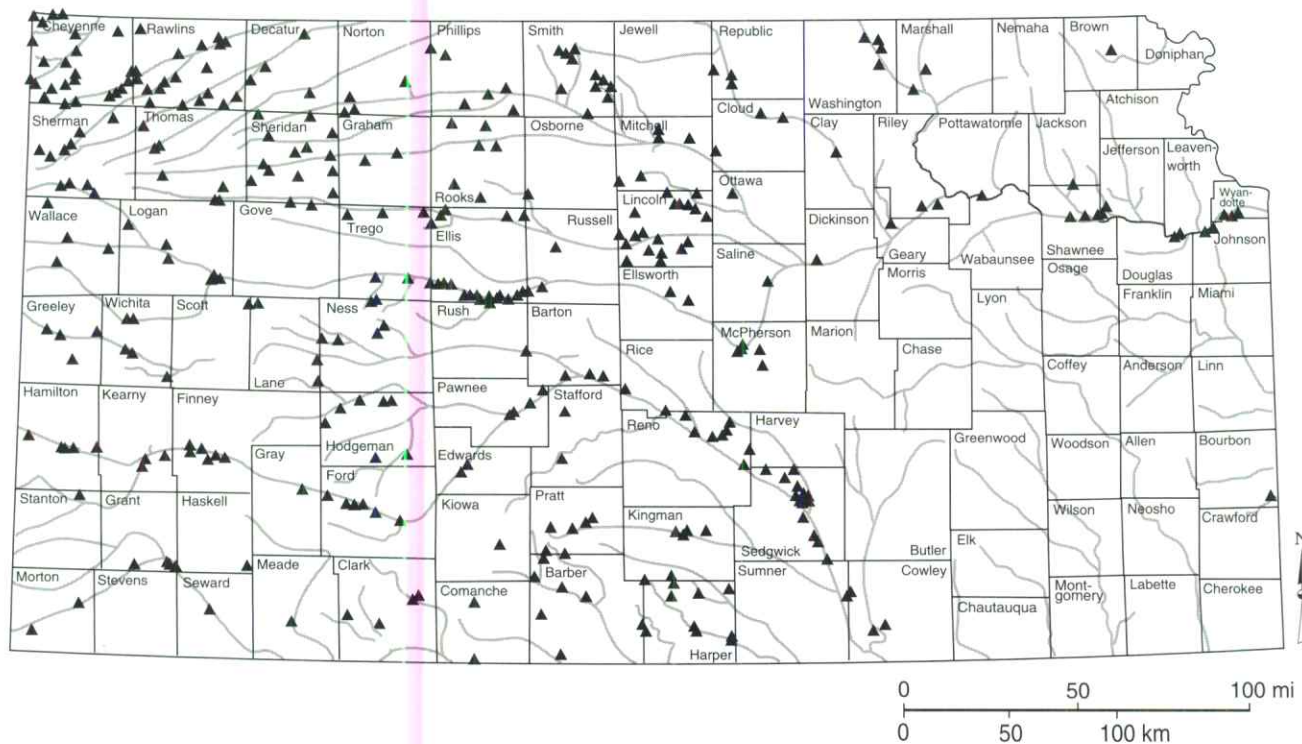 Cheyenne
Rawlins
Decatur
Norton
Phillips
Smith
Jewell
Republic
Washington
Marshall
Nemaha
Brown
Doniphan
Sherman
Thomas
Sheridan
Graham
Rooks
Osborne
Mitchell
Cloud
Clay
Riley
Pottawatomie
Jackson
Atchison
Jefferson
Leaven-
worth
Wyan-
dotte
Wallace
Logan
Gove
Trego
Ellis
Russell
Lincoln
Ottawa
Dickinson
Geary
Wabaunsee
Shawnee
Douglas
Johnson
Greeley
Wichita
Scott
Lane
Ness
Rush
Barton
Ellsworth
Saline
Morris
Lyon
Osage
Franklin
Miami
Hamilton
Kearny
Finney
Hodgeman
Pawnee
Stafford
Rice
McPherson
Marion
Chase
Coffey
Anderson
Linn
Stanton
Grant
Haskell
Gray
Ford
Edwards
Kiowa
Pratt
Reno
Kingman
Harvey
Sedgwick
Butler
Greenwood
Woodson
Allen
Bourbon
Morton
Stevens
Seward
Meade
Clark
Comanche
Barber
Harper
Sumner
Cowley
Elk
Chautauqua
Wilson
Neosho
Crawford
Mont-
gomery
Labette
Cherokee
N
0 50 100 mi
0 50 100 km